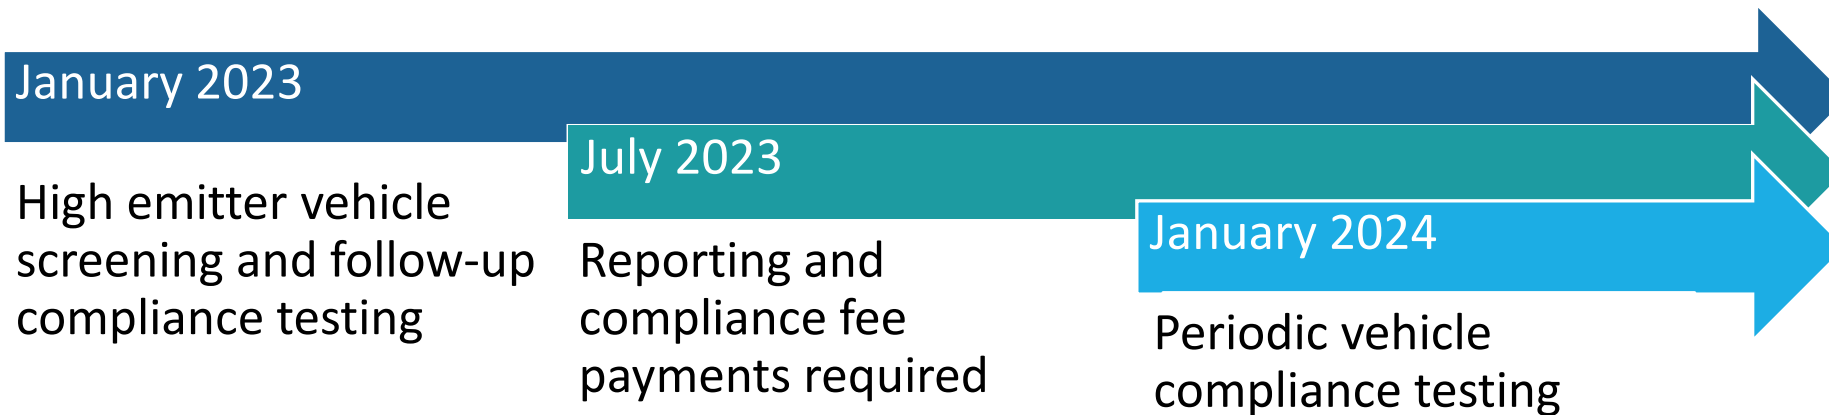 January 2023
High emitter vehicle
screening and follow-up
compliance testing
July 2023
Reporting and
compliance fee
payments required
January 2024
Periodic vehicle
compliance testing